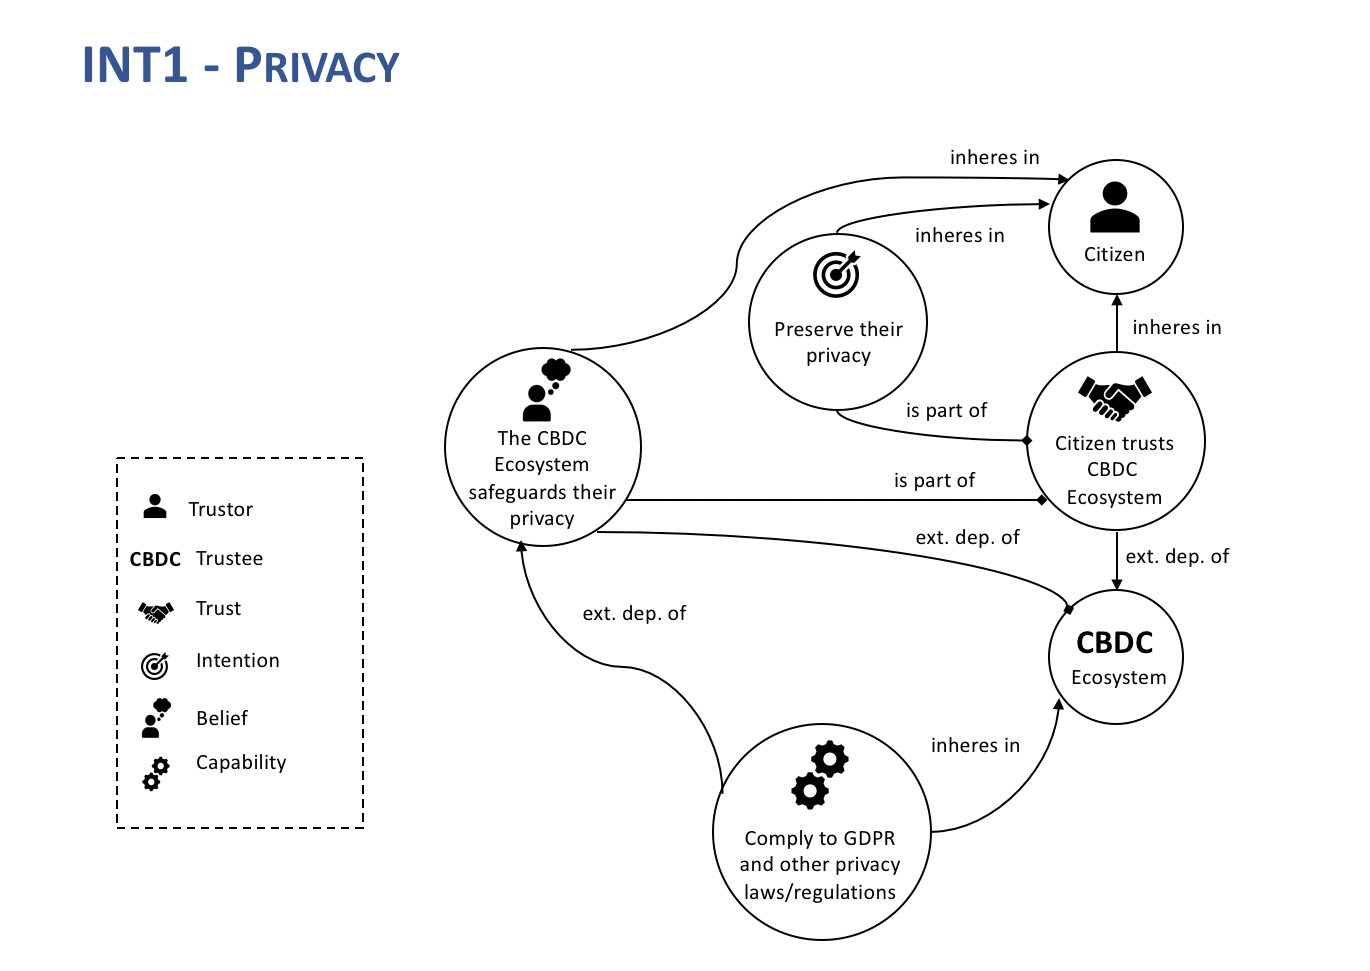 INT1 - PRIVACY
inheres in
Citizen
inheres in
Preserve their
privacy
inheres in
is part of
Citizen trusts
CBDC
Ecosystem
The CBDC
Ecosystem
safeguards their
privacy
is part of
ext. dep. of
ext. dep. of
ext. dep. of
CBDC
Ecosystem
inheres in
Comply to GDPR
and other privacy
laws/regulations
Trustor
CBDC Trustee
Trust
Intention
Belief
Capability